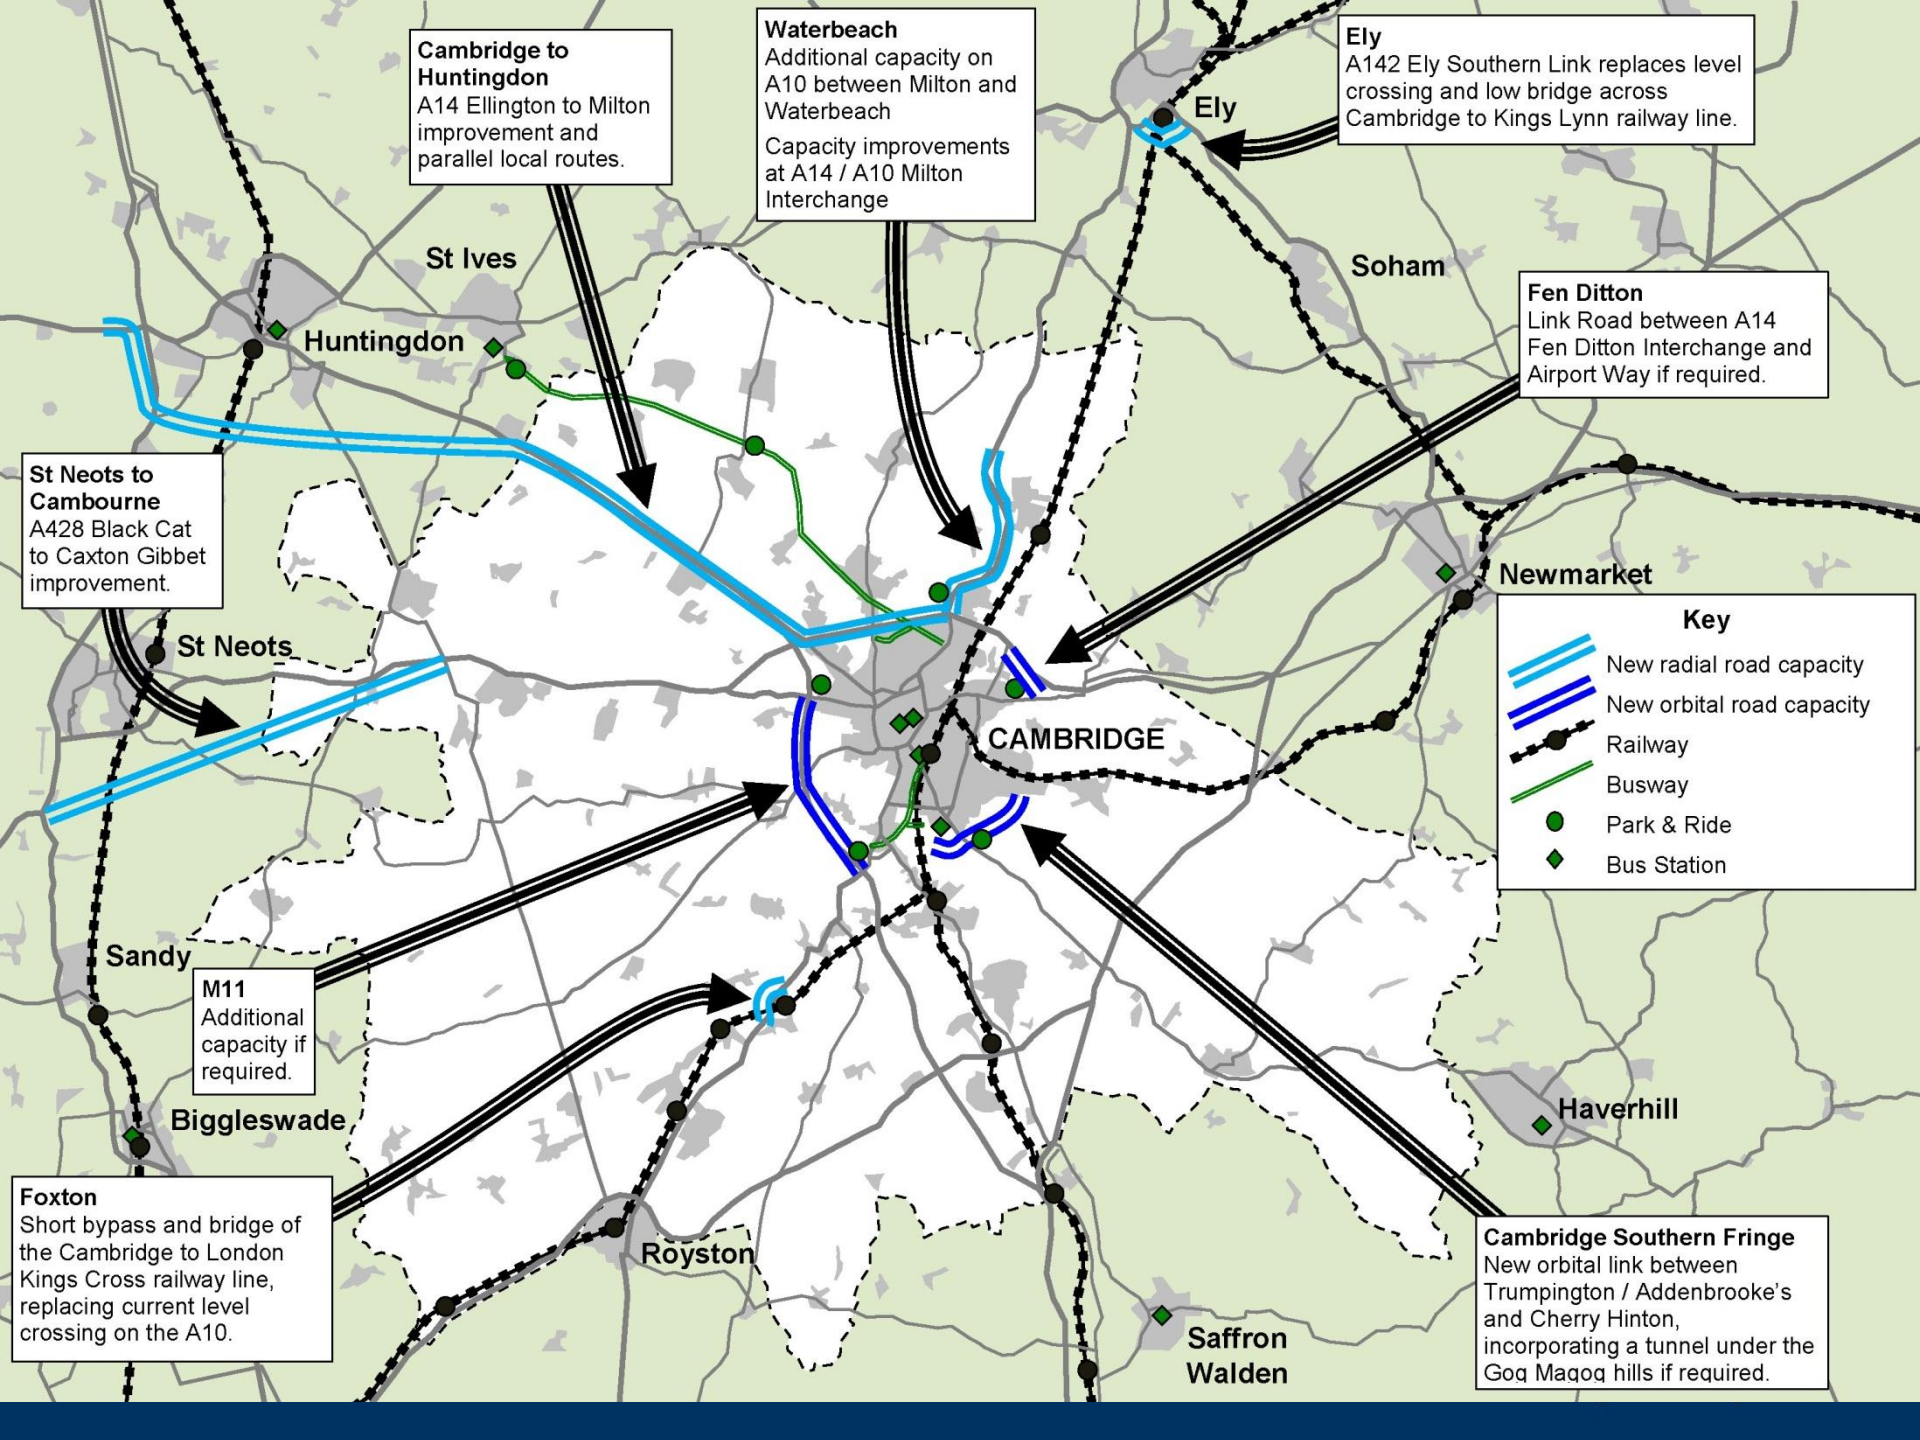 Cambridge to
Huntingdon
A14 Ellington to Milton
improvement and
parallel local routes.
Waterbeach
Additional capacity on
A10 between Milton and
Waterbeach
Capacity improvements
at A14 / A10 Milton
Interchange
Ely
A142 Ely Southern Link replaces level
crossing and low bridge across
Cambridge to Kings Lynn railway line.
Ely
St Ives
Soham
Huntingdon
Fen Ditton
Link Road between A14
Fen Ditton Interchange and
Airport Way if required.
St Neots to
Cambourne
A428 Black Cat
to Caxton Gibbet
improvement.
Newmarket
St Neots
Key
New radial road capacity
New orbital road capacity
Railway
Busway
Park & Ride
Bus Station
CAMBRIDGE
Sandy
M11
Additional
capacity if
required.
Biggleswade
Haverhill
Foxton
Short bypass and bridge of
the Cambridge to London
Kings Cross railway line,
replacing current level
crossing on the A10.
Royston
Saffron
Walden
Cambridge Southern Fringe
New orbital link between
Trumpington / Addenbrooke's
and Cherry Hinton,
incorporating a tunnel under the
Gog Magog hills if required.